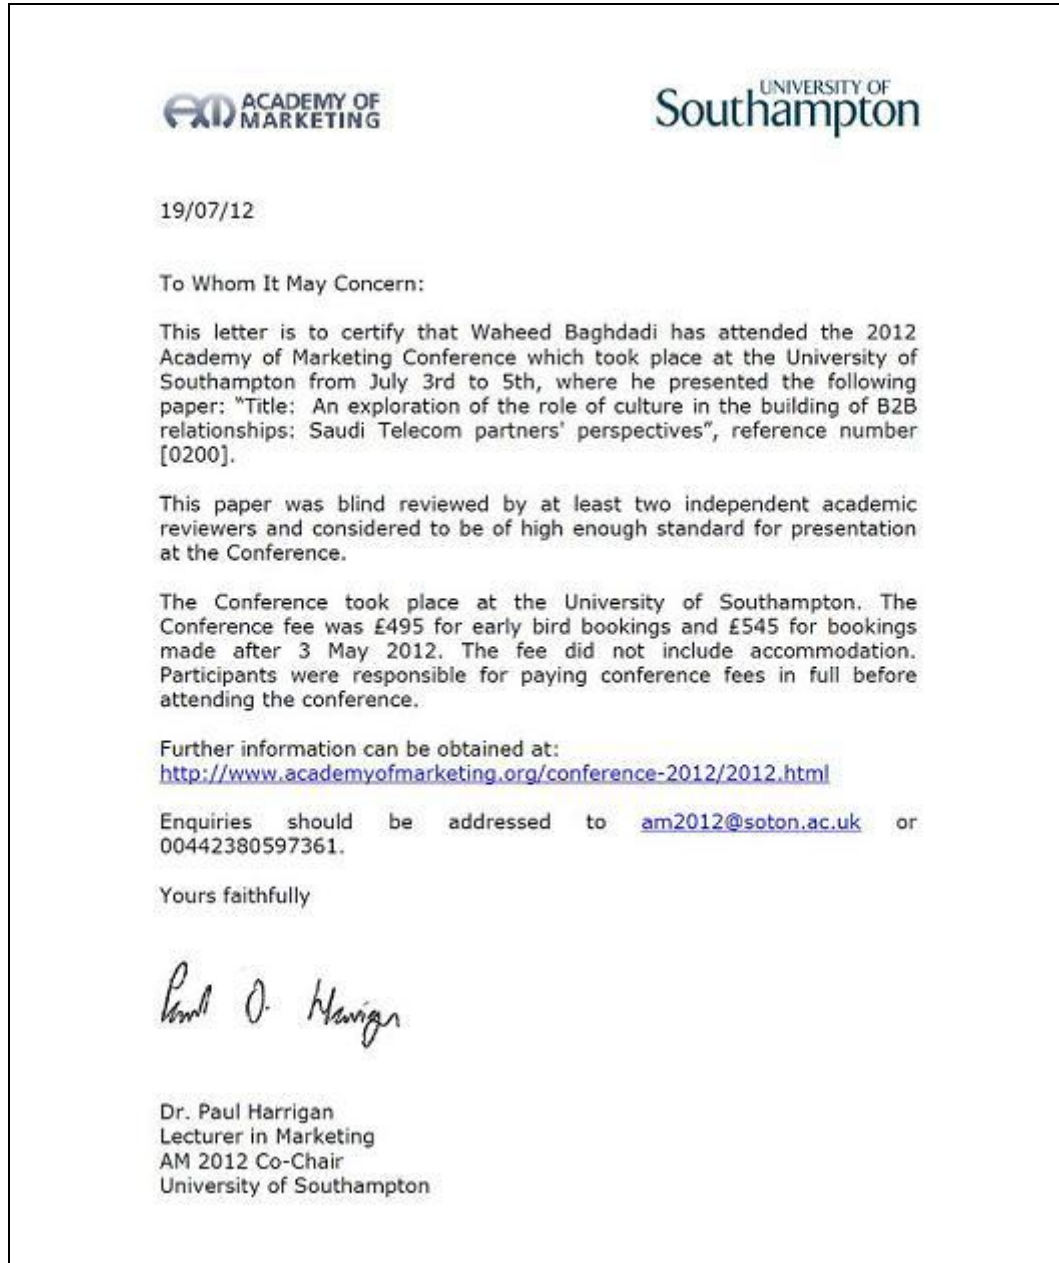 ACADEMY OF
MARKETING
UNIVERSITY OF
Southampton
19/07/12
To Whom It May Concern:
This letter is to certify that Waheed Baghdadi has attended the 2012
Academy of Marketing Conference which took place at the University of
Southampton from July 3rd to 5th, where he presented the following
paper: “Title: An exploration of the role of culture in the building of B2B
relationships: Saudi Telecom partners' perspectives”, reference number
[0200].
This paper was blind reviewed by at least two independent academic
reviewers and considered to be of high enough standard for presentation
at the Conference.
The Conference took place at the University of Southampton. The
Conference fee was £495 for early bird bookings and £545 for bookings
made after 3 May 2012. The fee did not include accommodation.
Participants were responsible for paying conference fees in full before
attending the conference.
Further information can be obtained at:
http://www.academyofmarketing.org/conference-2012/2012.html
Enquiries should be addressed to am2012@soton.ac.uk or
00442380597361.
Yours faithfully
Paul O. Harrigan
Dr. Paul Harrigan
Lecturer in Marketing
AM 2012 Co-Chair
University of Southampton